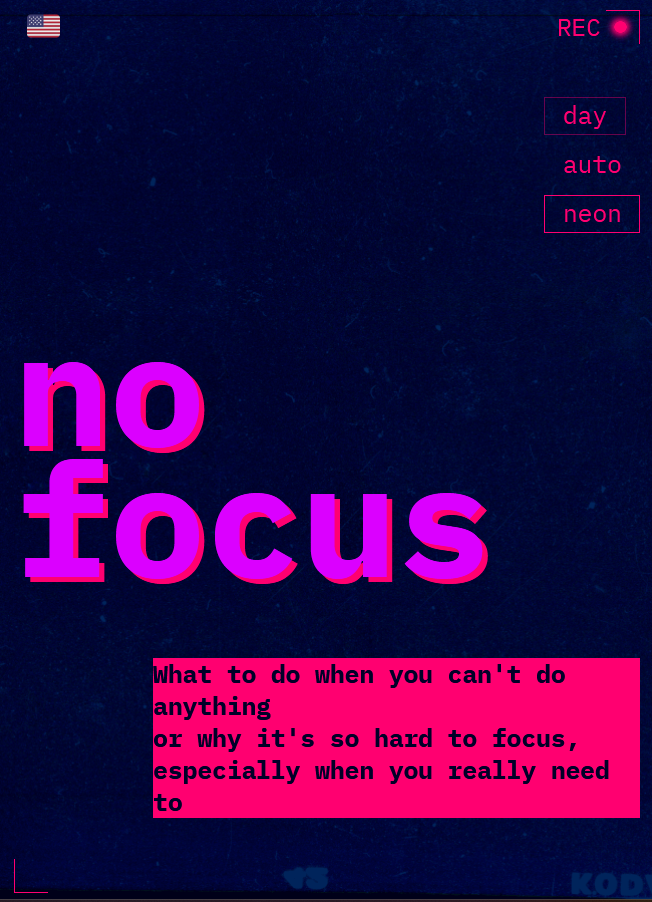 REC
day
auto
neon
no
focus
What to do when you can't do
anything
or why it's so hard to focus,
especially when you really need
to